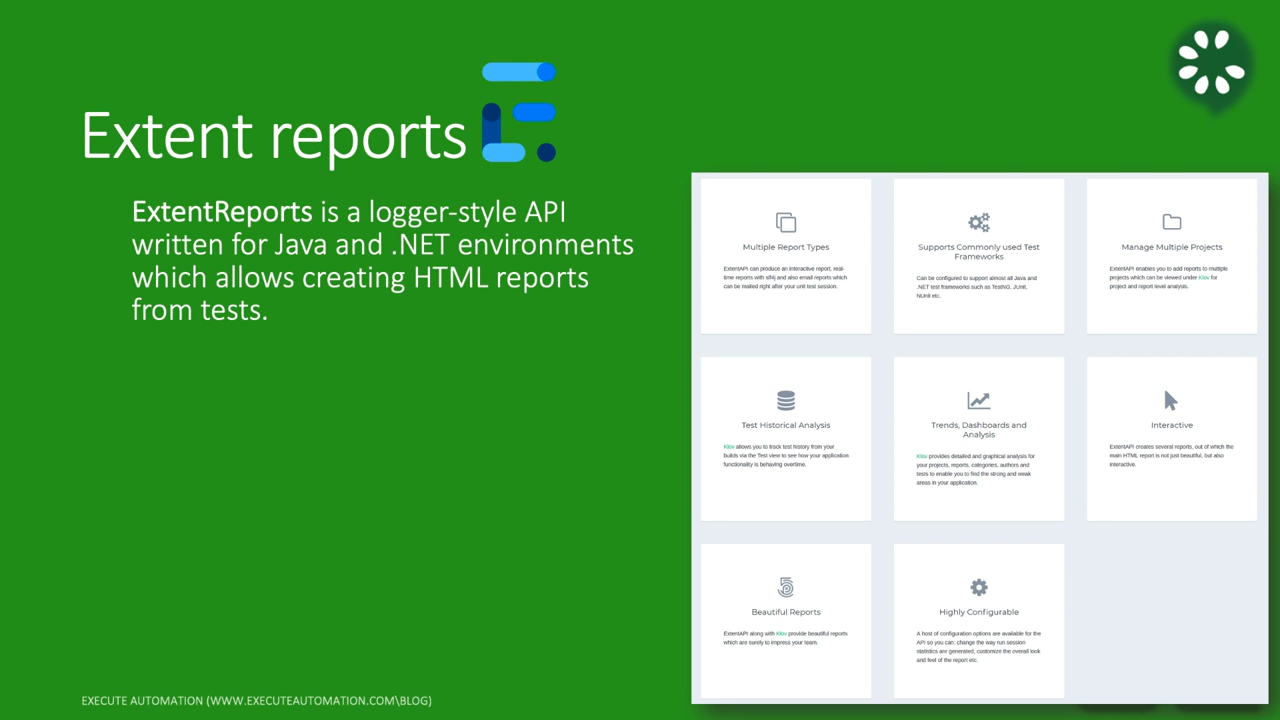 Extent reports
ExtentReports is a logger-style API
written for Java and .NET environments
which allows creating HTML reports
from tests.
Multiple Report Types
ExtentAPI can produce an interactive report, real-
time reports with slf4j and also email reports which
can be mailed right after your unit test session.
Supports Commonly used Test
Frameworks
Can be configured to support almost all Java and
.NET test frameworks such as TestNG, JUnit,
NUnit etc.
Manage Multiple Projects
ExtentAPI enables you to add reports to multiple
projects which can be viewed under Klov for
project and report level analysis.
Test Historical Analysis
Klov allows you to track test history from your
builds via the Test view to see how your application
functionality is behaving overtime.
Trends, Dashboards and
Analysis
Klov provides detailed and graphical analysis for
your projects, reports, categories, authors and
tests to enable you to find the strong and weak
areas in your application.
Interactive
ExtentAPI creates several reports, out of which the
main HTML report is not just beautiful, but also
interactive.
Beautiful Reports
ExtentAPI along with Klov provide beautiful reports
which are surely to impress your team.
Highly Configurable
A host of configuration options are available for the
API so you can: change the way run session
statistics are generated, customize the overall look
and feel of the report etc.
EXECUTE AUTOMATION (WWW.EXECUTEAUTOMATION.COM\BLOG)